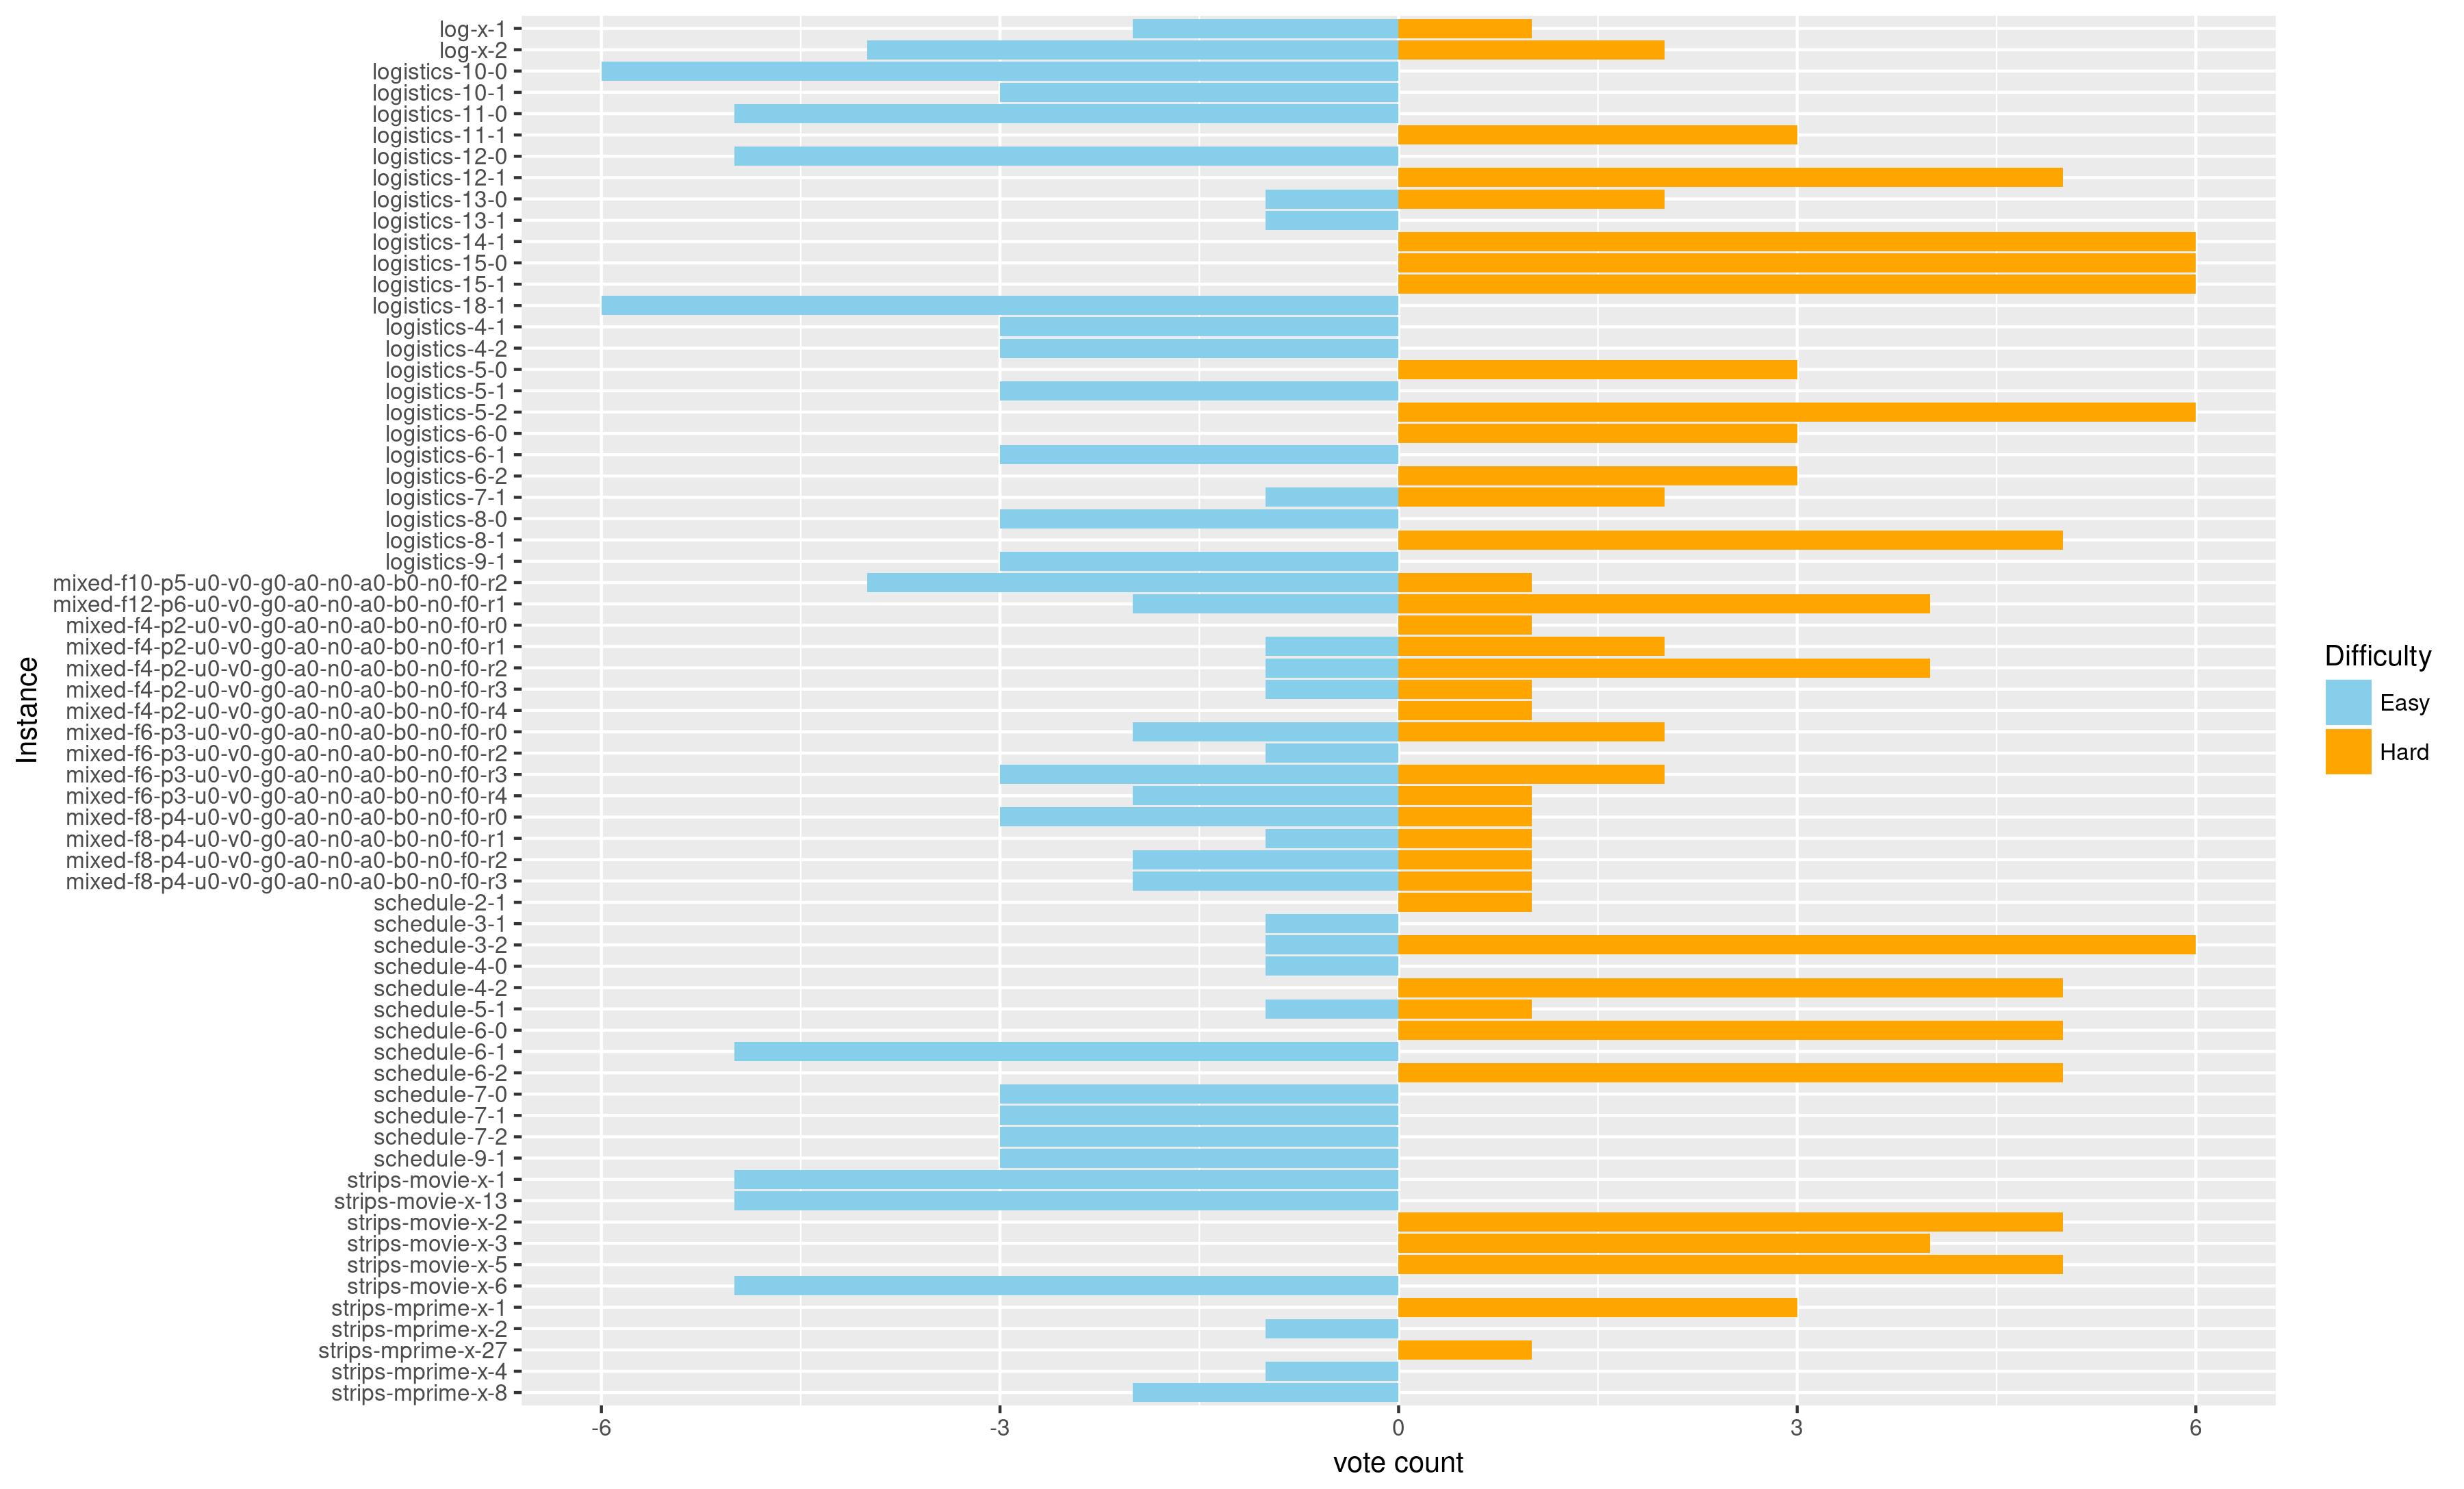 log-x-1
log-x-2
logistics-10-0
logistics-10-1
logistics-11-0
logistics-11-1
logistics-12-0
logistics-12-1
logistics-13-0
logistics-13-1
logistics-14-1
logistics-15-0
logistics-15-1
logistics-18-1
logistics-4-1
logistics-4-2
logistics-5-0
logistics-5-1
logistics-5-2
logistics-6-0
logistics-6-1
logistics-6-2
logistics-7-1
logistics-8-0
logistics-8-1
logistics-9-1
mixed-f10-p5-u0-v0-g0-a0-n0-a0-b0-n0-f0-r2
mixed-f12-p6-u0-v0-g0-a0-n0-a0-b0-n0-f0-r1
mixed-f4-p2-u0-v0-g0-a0-n0-a0-b0-n0-f0-r0
mixed-f4-p2-u0-v0-g0-a0-n0-a0-b0-n0-f0-r1
mixed-f4-p2-u0-v0-g0-a0-n0-a0-b0-n0-f0-r2
mixed-f4-p2-u0-v0-g0-a0-n0-a0-b0-n0-f0-r3
mixed-f4-p2-u0-v0-g0-a0-n0-a0-b0-n0-f0-r4
mixed-f6-p3-u0-v0-g0-a0-n0-a0-b0-n0-f0-r0
mixed-f6-p3-u0-v0-g0-a0-n0-a0-b0-n0-f0-r2
mixed-f6-p3-u0-v0-g0-a0-n0-a0-b0-n0-f0-r3
mixed-f6-p3-u0-v0-g0-a0-n0-a0-b0-n0-f0-r4
mixed-f8-p4-u0-v0-g0-a0-n0-a0-b0-n0-f0-r0
mixed-f8-p4-u0-v0-g0-a0-n0-a0-b0-n0-f0-r1
mixed-f8-p4-u0-v0-g0-a0-n0-a0-b0-n0-f0-r2
mixed-f8-p4-u0-v0-g0-a0-n0-a0-b0-n0-f0-r3
schedule-2-1
schedule-3-1
schedule-3-2
schedule-4-0
schedule-4-2
schedule-5-1
schedule-6-0
schedule-6-1
schedule-6-2
schedule-7-0
schedule-7-1
schedule-7-2
schedule-9-1
strips-movie-x-1
strips-movie-x-13
strips-movie-x-2
strips-movie-x-3
strips-movie-x-5
strips-movie-x-6
strips-mprime-x-1
strips-mprime-x-2
strips-mprime-x-27
strips-mprime-x-4
strips-mprime-x-8
Instance
-6 -3 0 3 6
vote count
Difficulty
Easy
Hard